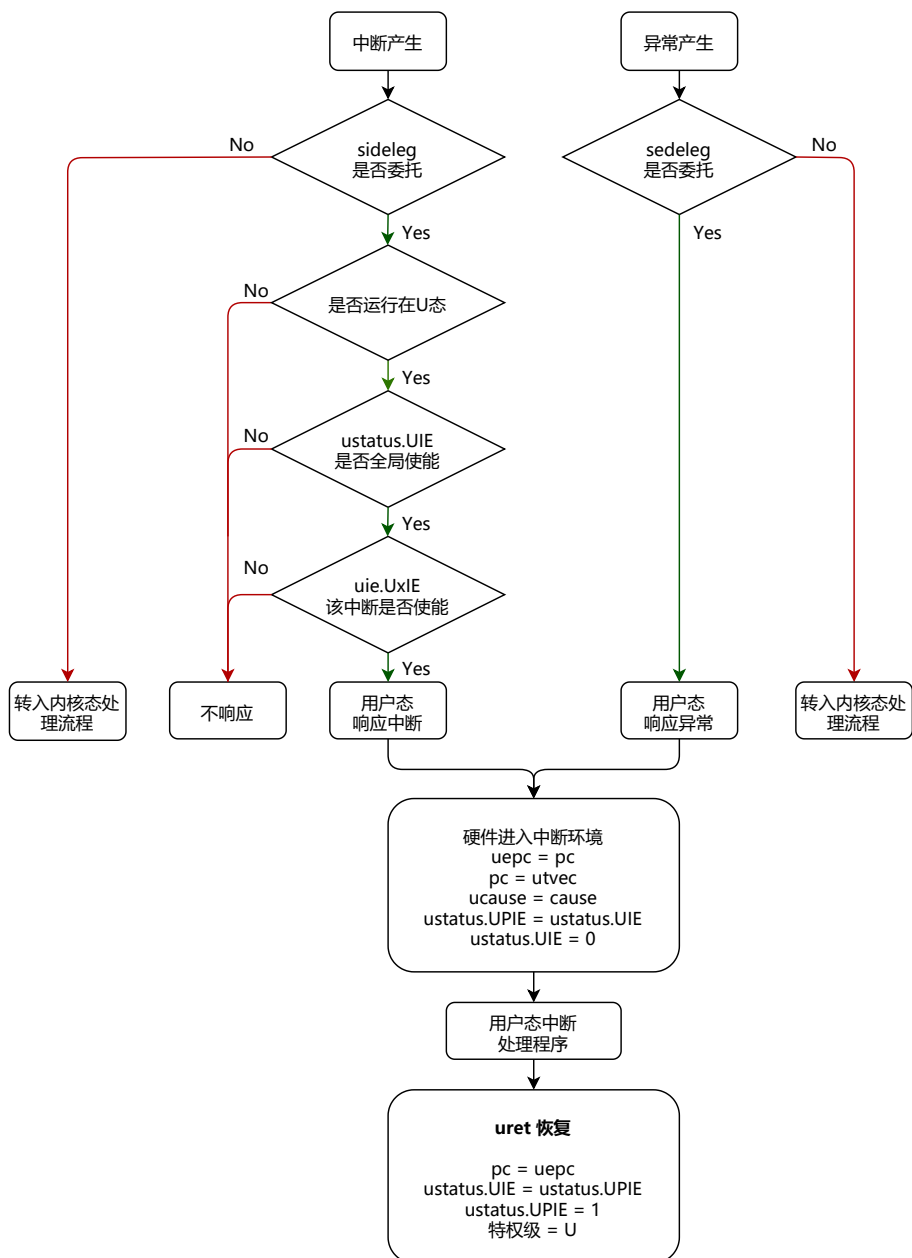 中断产生
异常产生
No
sideleg
是否委托
sedeleg
是否委托
No
Yes
Yes
No
是否运行在U态
Yes
No
ustatus.UIE
是否全局使能
Yes
No
uie.UxIE
该中断是否使能
Yes
转入内核态处
理流程
不响应
用户态
响应中断
用户态
响应异常
转入内核态处
理流程
硬件进入中断环境
uepc = pc
pc = utvec
ucause = cause
ustatus.UPIE = ustatus.UIE
ustatus.UIE = 0
用户态中断
处理程序
uret 恢复
pc = uepc
ustatus.UIE = ustatus.UPIE
ustatus.UPIE = 1
特权级 = U